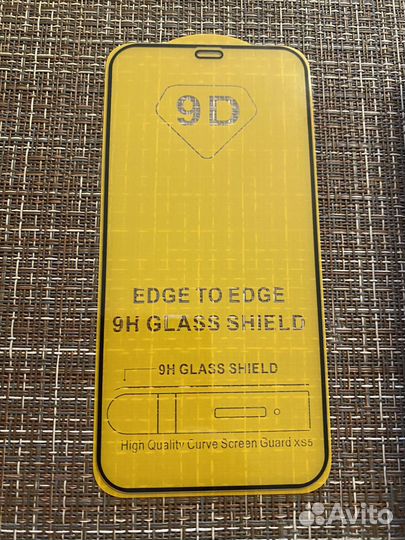 9D
EDGE TO EDGE
9H GLASS SHIELD
9H GLASS SHIELD
High Quality Curve Screen Guard XS5
Avito